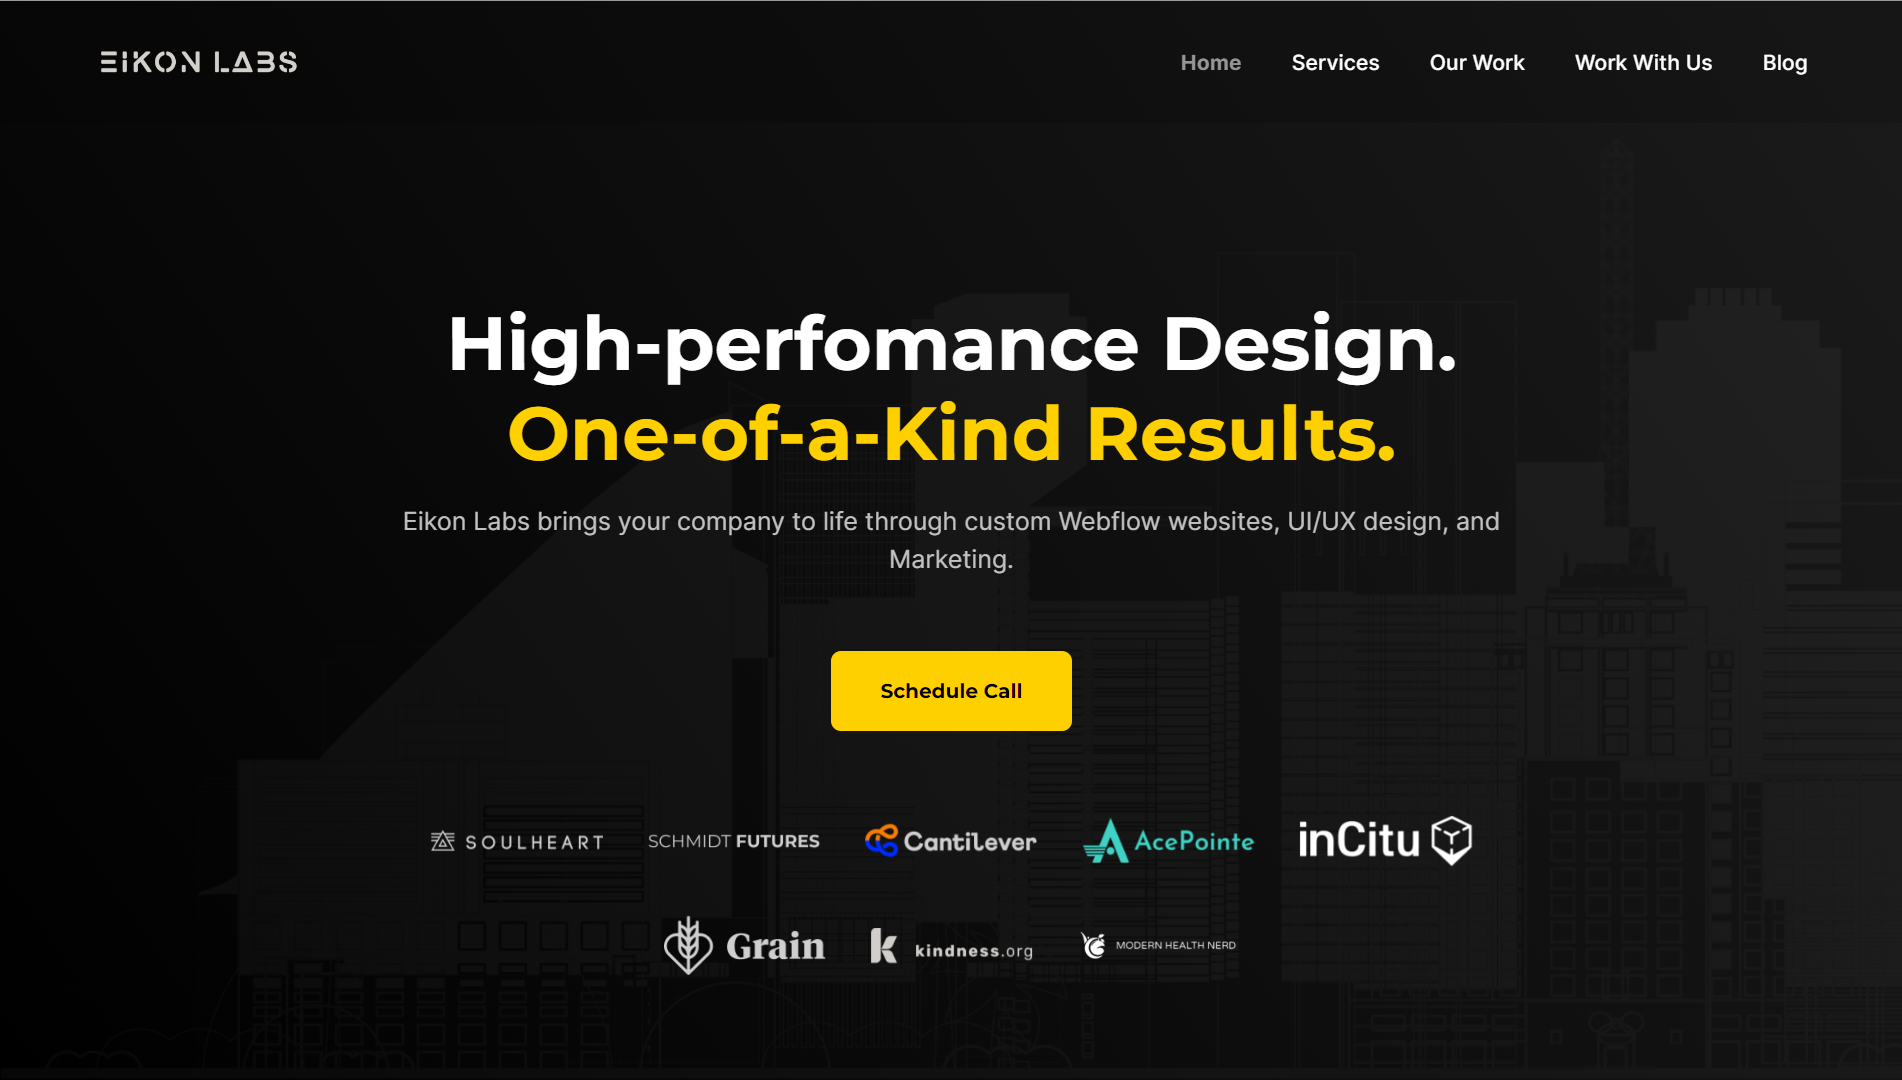 EIKON LABS
Home Services Our Work Work With Us Blog
High-perfomance Design.
One-of-a-Kind Results.
Eikon Labs brings your company to life through custom Webflow websites, UI/UX design, and
Marketing.
Schedule Call
SOULHEART SCHMIDT FUTURES Cantilever AcePointe inCitu
Grain kindness.org MODERN HEALTH NERD